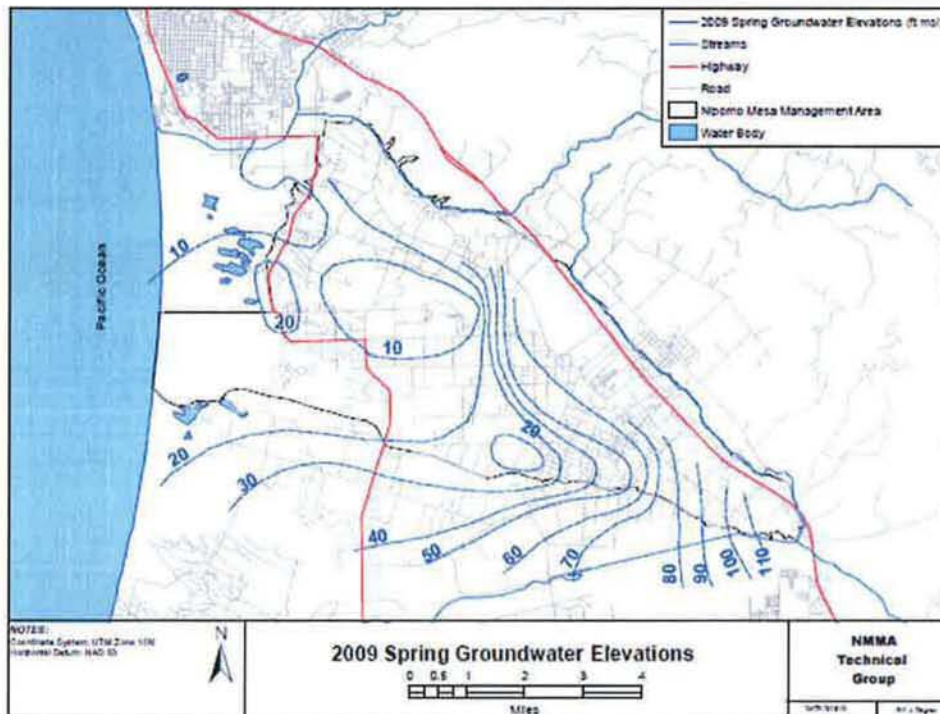 2009 Spring Groundwater Elevations (ft msl)
Streams
Highway
Road
Nipomo Mesa Management Area
Water Body
0
10
Pacific Ocean
20
10
20
20
30
40
50
60
70
80
90
100
110
NOTES:
Coordinate System: UTM Zone 10N
Horizontal Datum: NAD 83
N
2009 Spring Groundwater Elevations
0 0.5 1 2 3 4
Miles
NMMA
Technical
Group